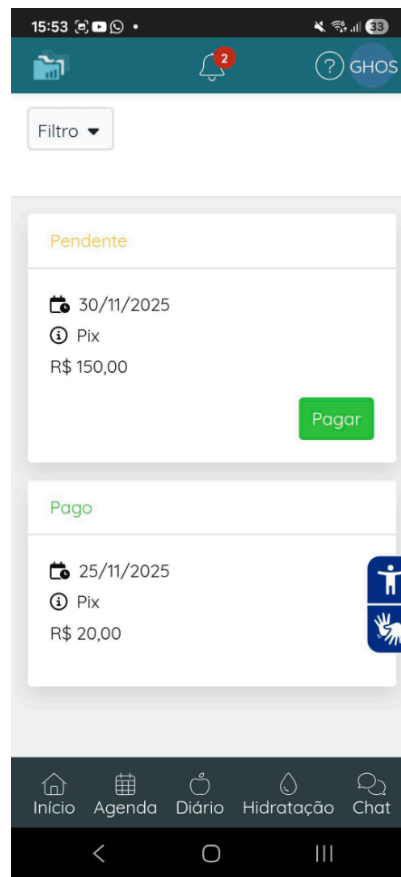 15:53
33
2
? GHOS
Filtro
Pendente
30/11/2025
Pix
R$ 150,00
Pagar
Pago
25/11/2025
Pix
R$ 20,00
Início Agenda Diário Hidratação Chat